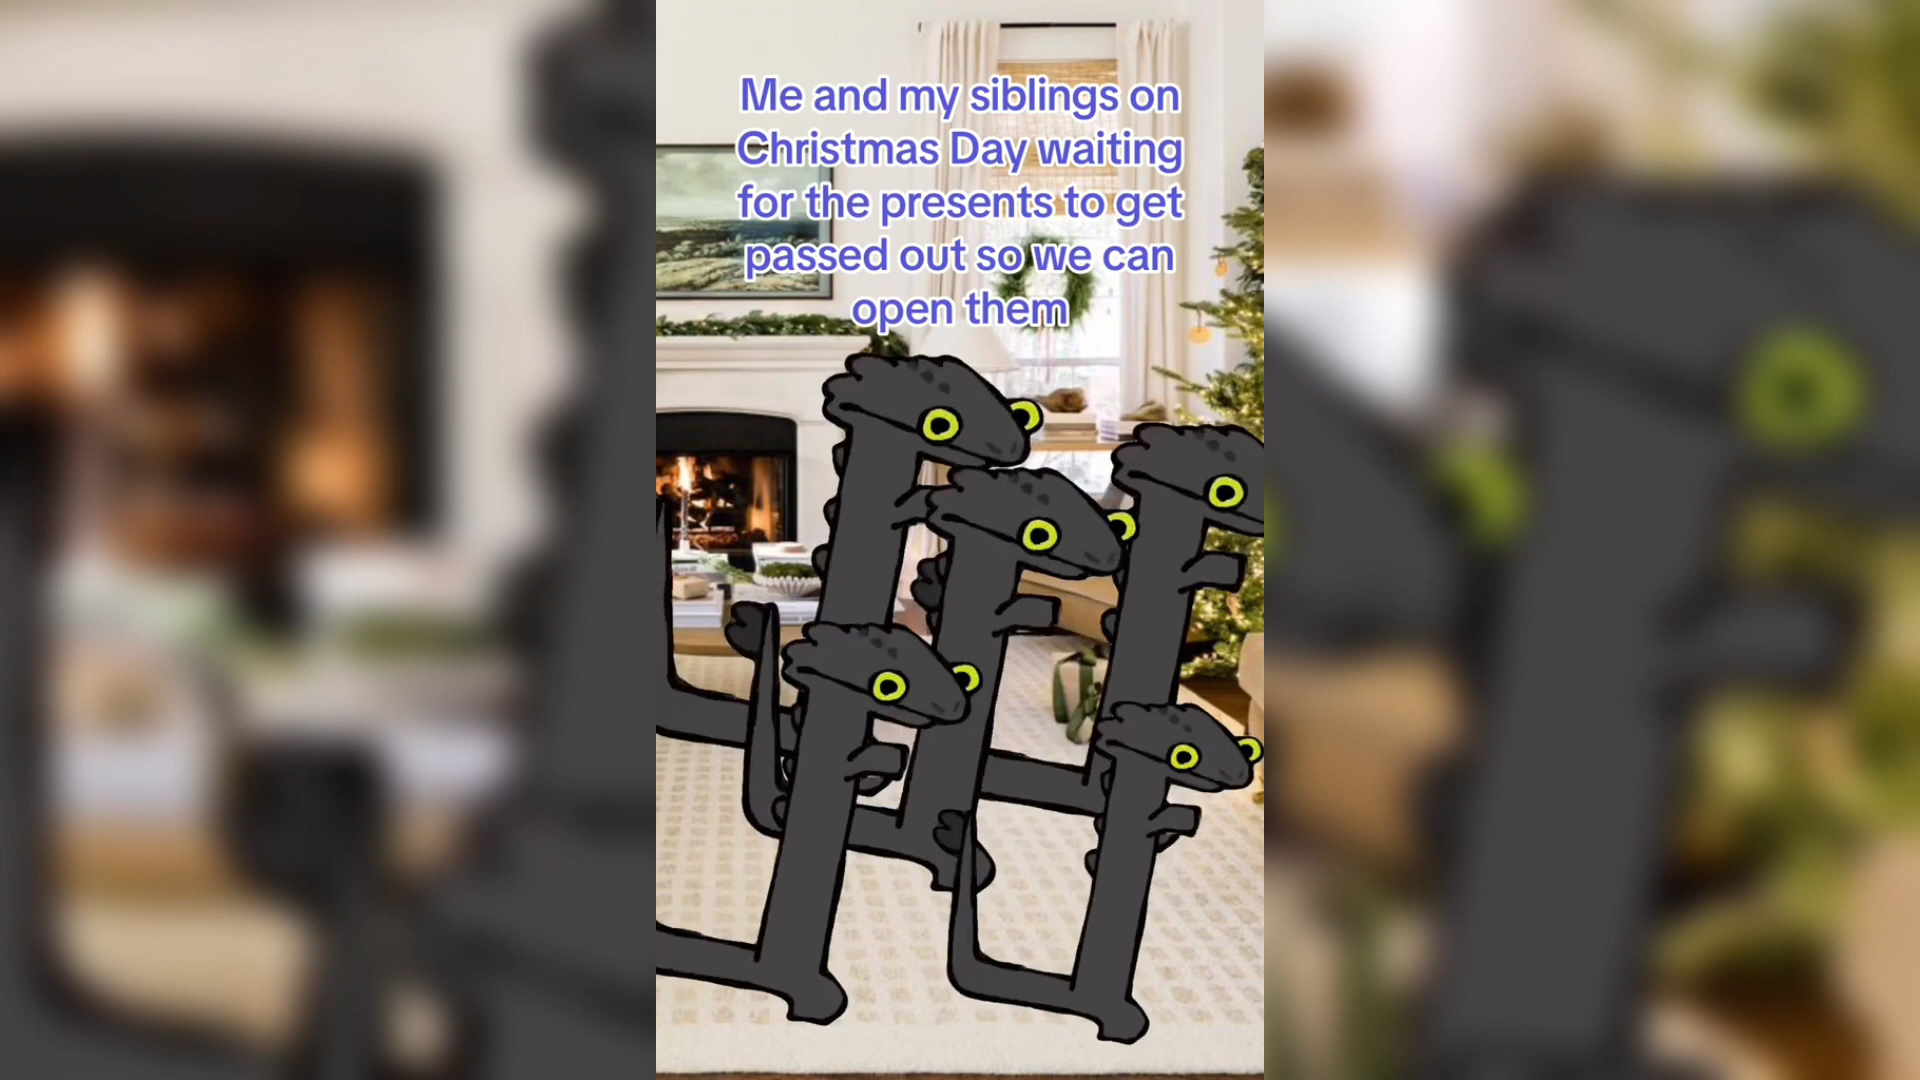 Me and my siblings on
Christmas Day waiting
for the presents to get
passed out so we can
open them